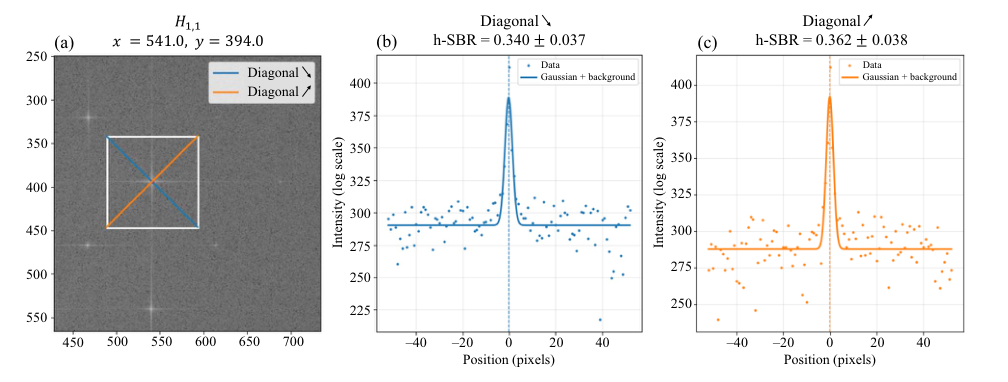 H1,1
x = 541.0, y = 394.0
(a)
Diagonal ↘
Diagonal ↗
250
300
350
400
450
500
550
450
500
550
600
650
700
Diagonal ↘
h-SBR = 0.340 ± 0.037
(b)
Data
Gaussian + background
Intensity (log scale)
400
375
350
325
300
275
250
225
−40
−20
0
20
40
Position (pixels)
Diagonal ↗
h-SBR = 0.362 ± 0.038
(c)
Data
Gaussian + background
Intensity (log scale)
400
375
350
325
300
275
250
−40
−20
0
20
40
Position (pixels)